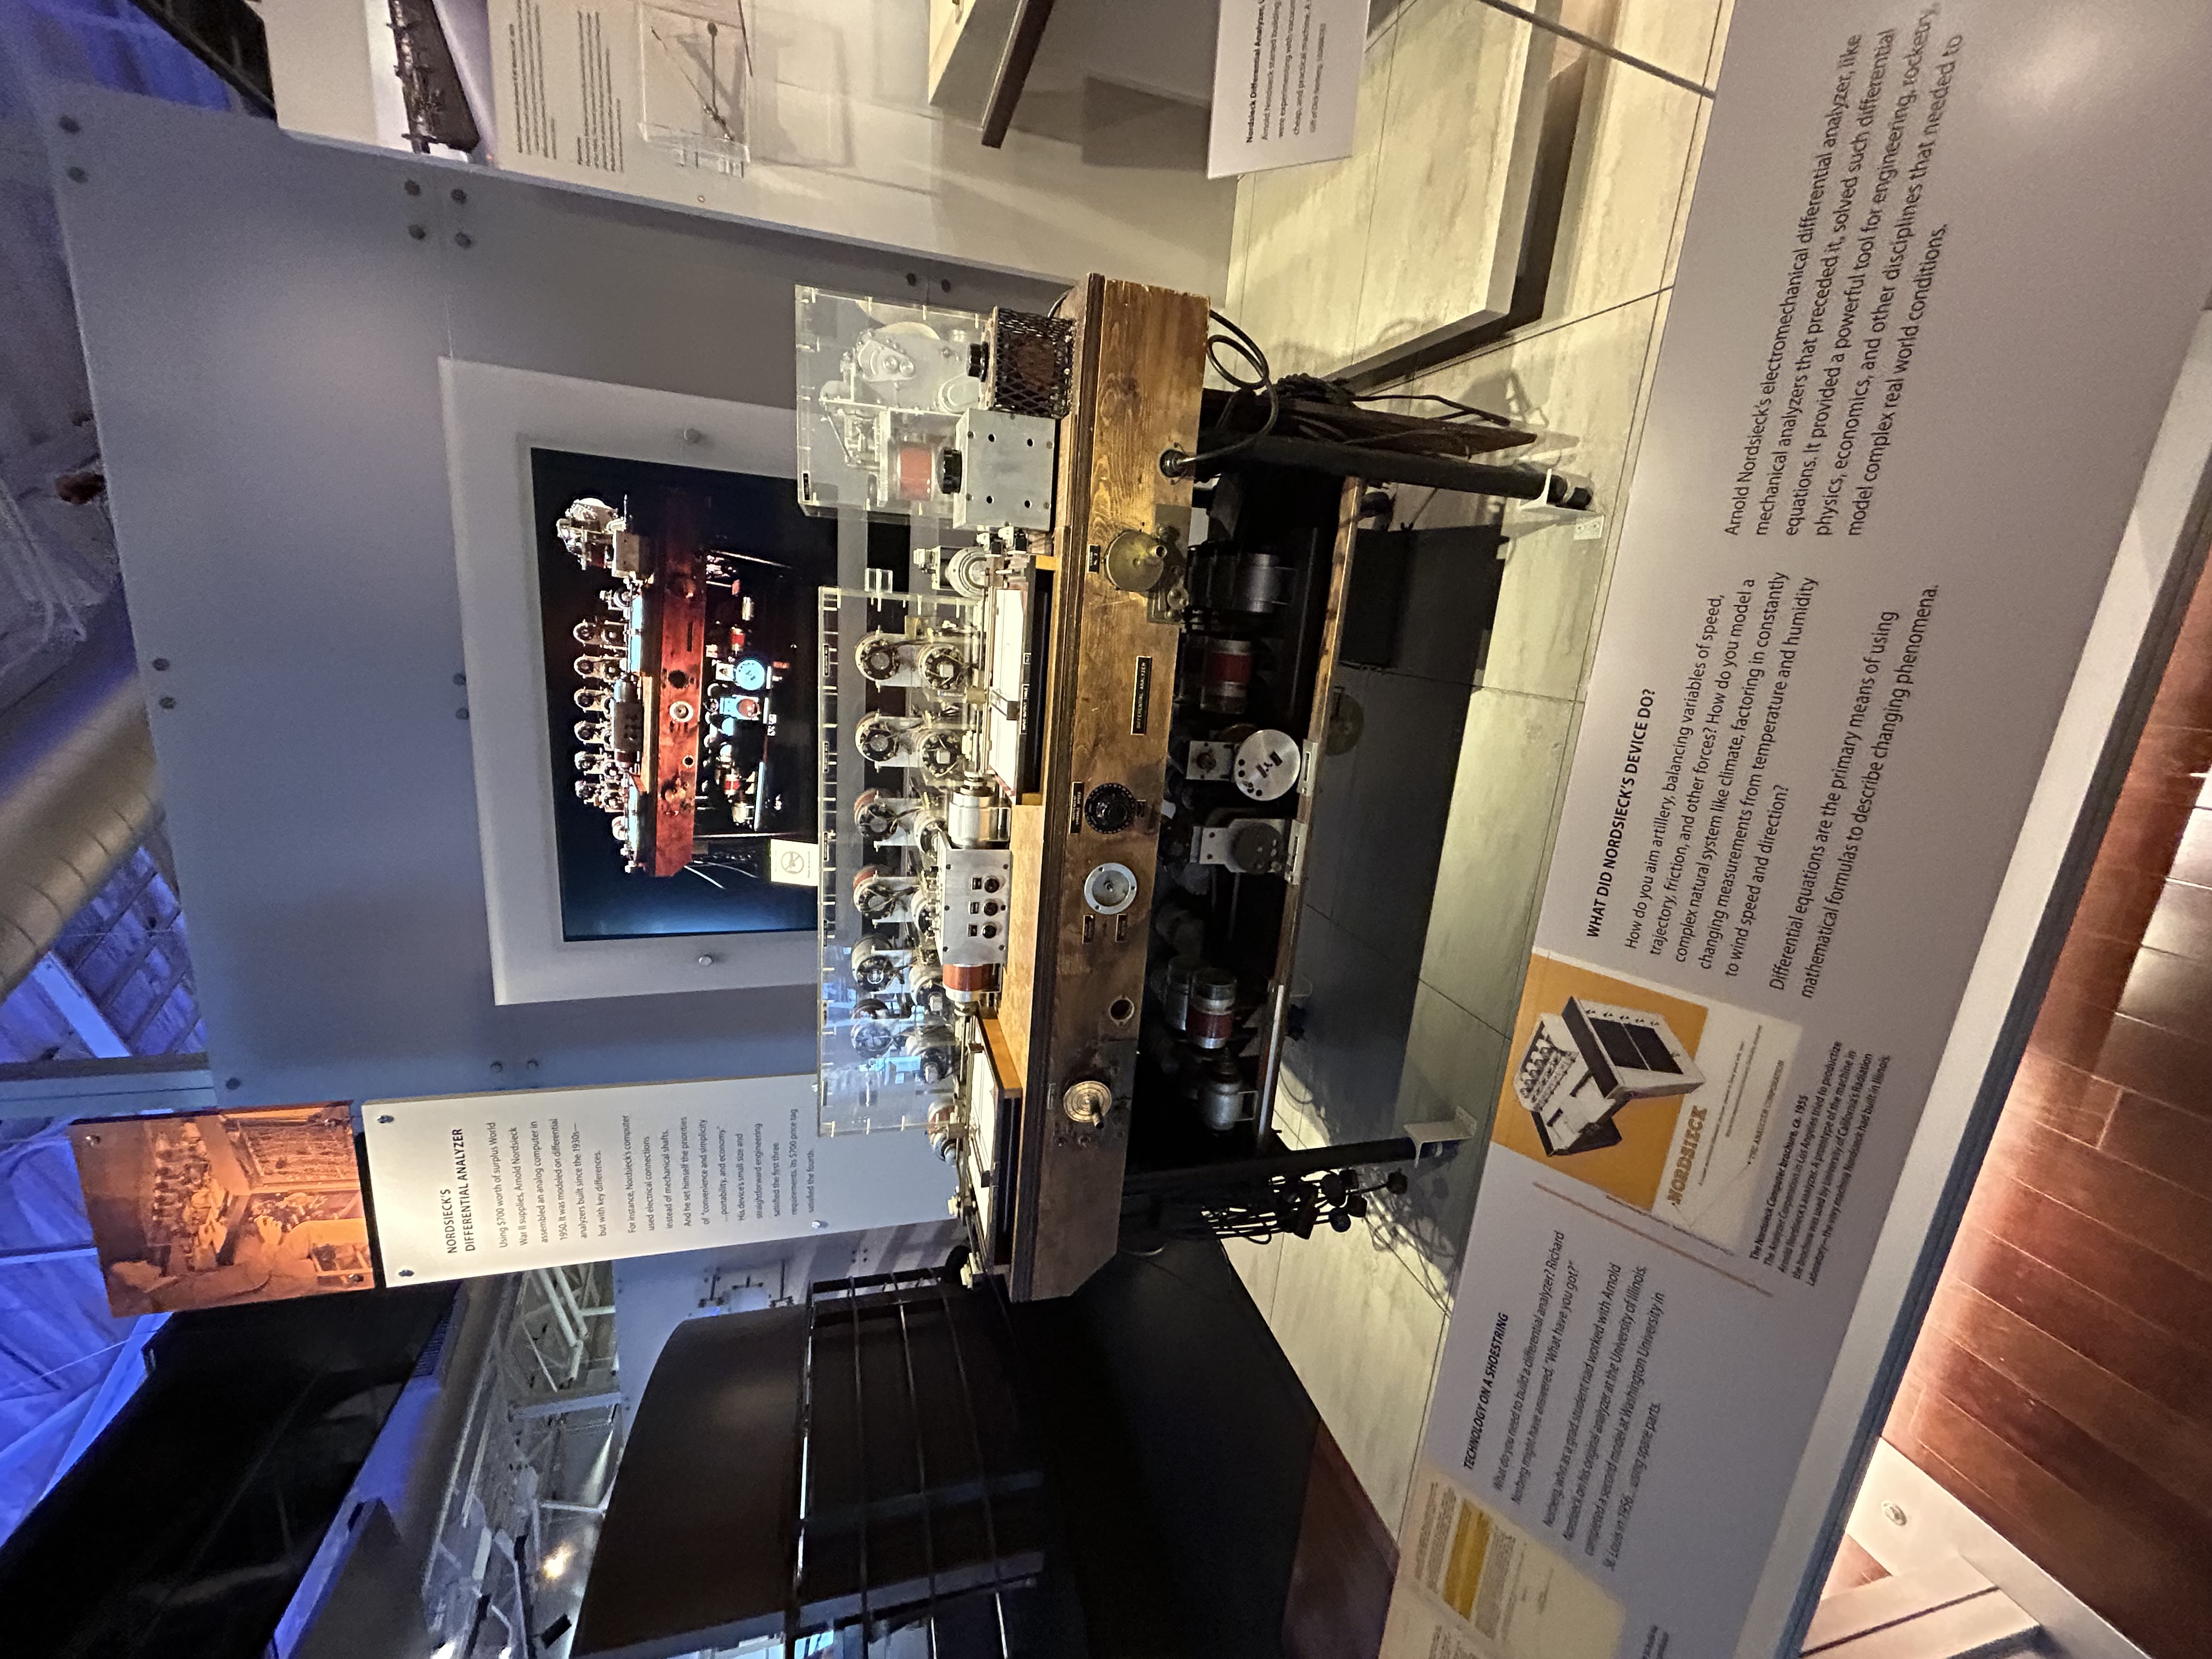 NORDSIECK'S
DIFFERENTIAL ANALYZER
Using $700 worth of surplus World
War II supplies, Arnold Nordsieck
assembled an analog computer in
1950. It was modeled on differential
analyzers built since the 1930s—
but with key differences.
For instance, Nordsieck's computer
used electrical connections
instead of mechanical shafts.
And he set himself the priorities
of "convenience and simplicity
...portability, and economy."
His device's small size and
straightforward engineering
satisfied the first three
requirements. Its $700 price tag
satisfied the fourth.
INPUT-OUTPUT TABLE
VARIABLE SPEED
DIFFERENTIAL ANALYZER
Nordsieck Differential Analyzer,
Arnold Nordsieck started building
were experimenting with vacuu
cheap, and practical machine. A
Gift of Dick Norberg,
TECHNOLOGY ON A SHOESTRING
What do you need to build a differential analyzer? Richard
Norberg might have answered, "What have you got?"
Norberg, who as a grad student had worked with Arnold
Nordsieck on his original analyzer at the University of Illinois,
completed a second model at Washington University in
St. Louis in 1956... using spare parts.
NORDSIECK
THE ANALYZER CORPORATION
The Nordsieck Computer brochure, ca. 1955
The Analyzer Corporation in Los Angeles tried to productize
Arnold Nordsieck's analyzer. A prototype of the machine in
the brochure was used by University of California's Radiation
Laboratory—the very machine Nordsieck had built in Illinois.
WHAT DID NORDSIECK'S DEVICE DO?
How do you aim artillery, balancing variables of speed,
trajectory, friction, and other forces? How do you model a
complex natural system like climate, factoring in constantly
changing measurements from temperature and humidity
to wind speed and direction?
Differential equations are the primary means of using
mathematical formulas to describe changing phenomena.
Arnold Nordsieck's electromechanical differential analyzer, like
mechanical analyzers that preceded it, solved such differential
equations. It provided a powerful tool for engineering, rocketry,
physics, economics, and other disciplines that needed to
model complex real world conditions.